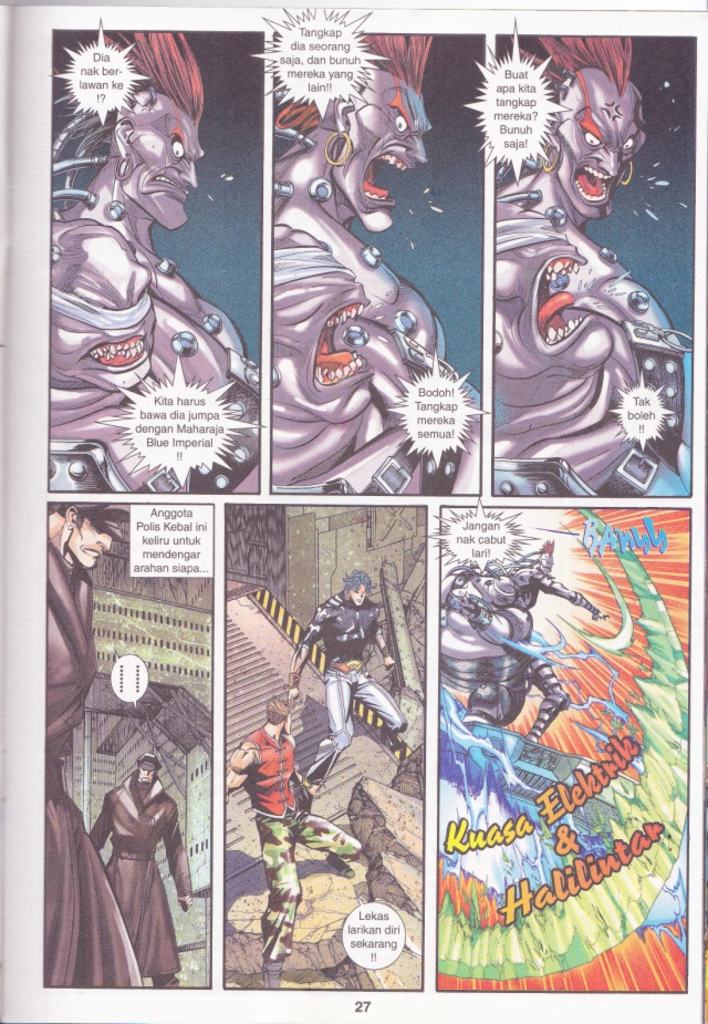 Dia
nak ber-
lawan ke
!?
Kita harus
bawa dia jumpa
dengan Maharaja
Blue Imperial
!!
Tangkap
dia seorang
saja, dan bunuh
mereka yang
lain!!
Bodoh!
Tangkap
mereka
semua!
Buat
apa kita
tangkap
mereka?
Bunuh
saja!
Tak
boleh
!!
Anggota
Polis Kebal ini
keliru untuk
mendengar
arahan siapa...
Lekas
larikan diri
sekarang
!!
Jangan
nak cabut
lari!
BANGG
Kuasa Elektrik
&
Halilintar
27